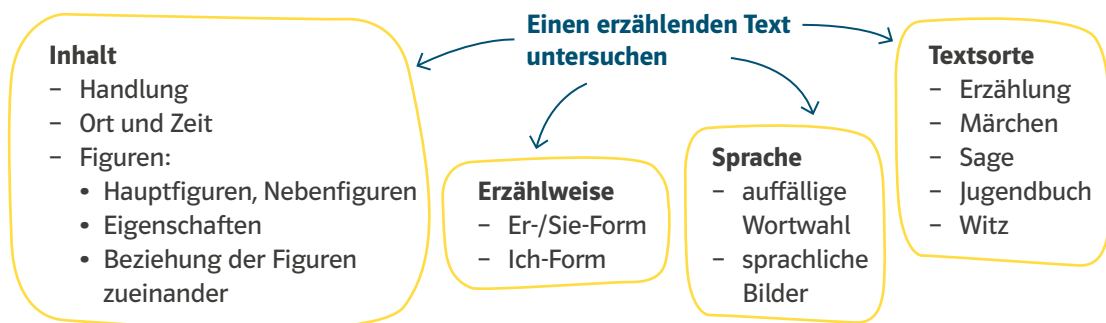 Einen erzählenden Text
untersuchen
Inhalt
– Handlung
– Ort und Zeit
– Figuren:
• Hauptfiguren, Nebenfiguren
• Eigenschaften
• Beziehung der Figuren
zueinander
Erzählweise
– Er-/Sie-Form
– Ich-Form
Sprache
– auffällige
Wortwahl
– sprachliche
Bilder
Textsorte
– Erzählung
– Märchen
– Sage
– Jugendbuch
– Witz